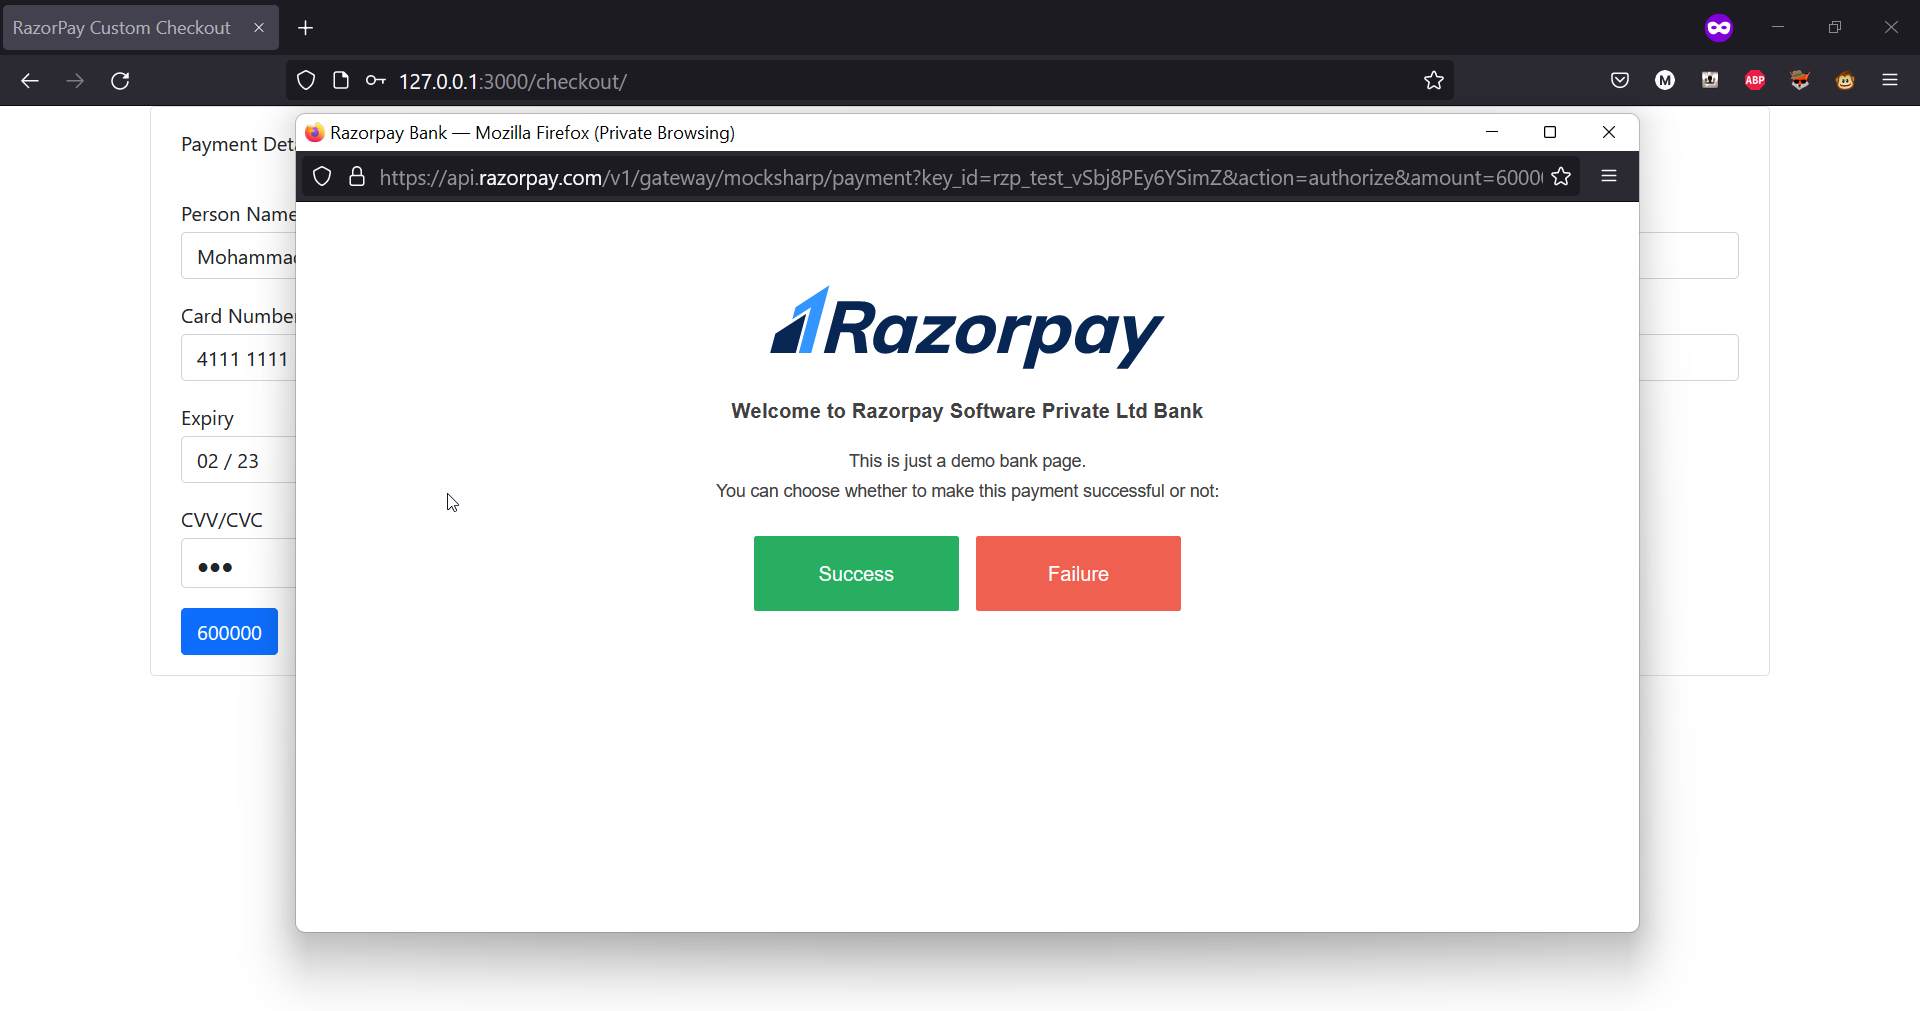 RazorPay Custom Checkout
127.0.0.1:3000/checkout/
M
ABP
Payment
Razorpay Bank — Mozilla Firefox (Private Browsing)
https://api.razorpay.com/v1/gateway/mocksharp/payment?key_id=rzp_test_vSbj8PEy6YSimZ&action=authorize&amount=6000
Person Name
Card
4111 1111
Expiry
02 / 23
CVV/CVC
600000
Razorpay
Welcome to Razorpay Software Private Ltd Bank
This is just a demo bank page.
You can choose whether to make this payment successful or not:
Success
Failure